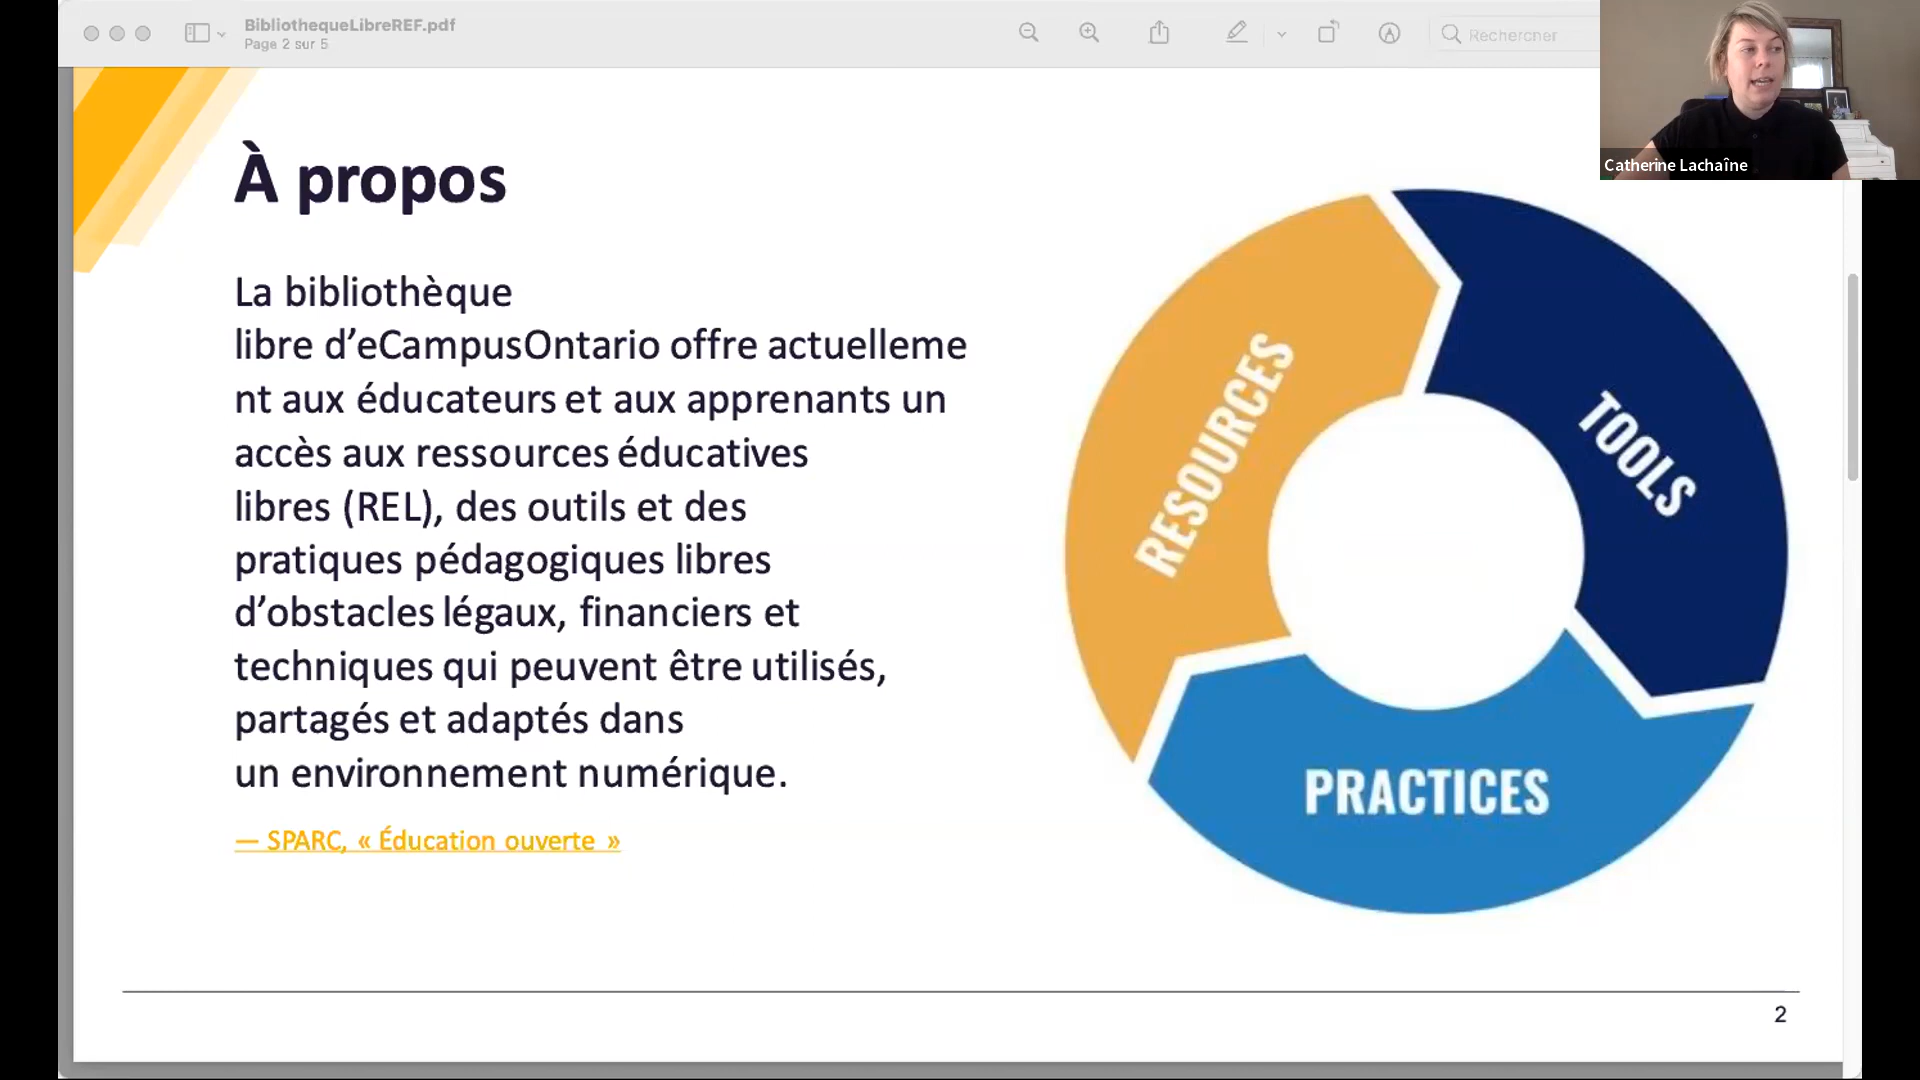 BibliothequeLibreREF.pdf
Page 2 sur 5
Rechercher
Catherine Lachaîne
À propos
La bibliothèque
libre d’eCampusOntario offre actuelleme
nt aux éducateurs et aux apprenants un
accès aux ressources éducatives
libres (REL), des outils et des
pratiques pédagogiques libres
d’obstacles légaux, financiers et
techniques qui peuvent être utilisés,
partagés et adaptés dans
un environnement numérique.
— SPARC, « Éducation ouverte »
RESOURCES
TOOLS
PRACTICES
2